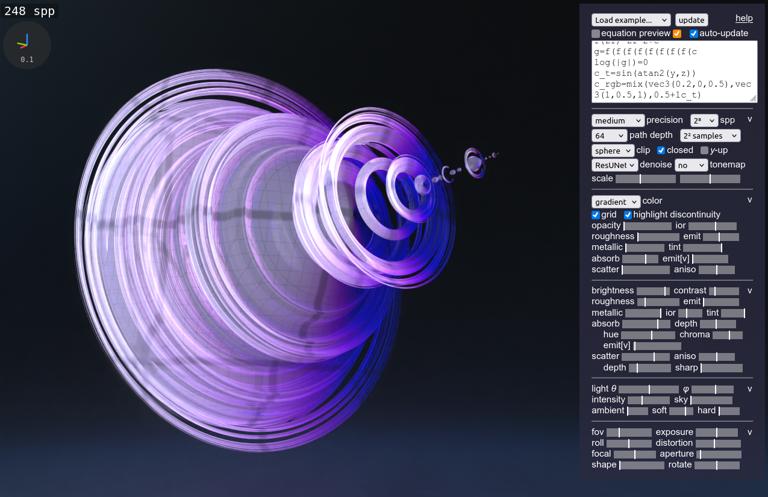 248 spp
0.1
Load example... update help
equation preview auto-update
g=f(f(f(f(f(f(f(c
log(|g|)=0
c_t=sin(atan2(y,z))
c_rgb=mix(vec3(0.2,0,0.5),vec
3(1,0.5,1),0.5+1c_t)
medium precision 2⁸ spp v
64 path depth 2² samples
sphere clip closed y-up
ResUNet denoise no tonemap
scale
gradient color v
grid highlight discontinuity
opacity ior
roughness emit
metallic tint
absorb emit[v]
scatter aniso
brightness contrast v
roughness emit
metallic ior tint
absorb depth
hue chroma
emit[v]
scatter aniso
depth sharp
light θ φ v
intensity sky
ambient soft hard
fov exposure v
roll distortion
focal aperture
shape rotate